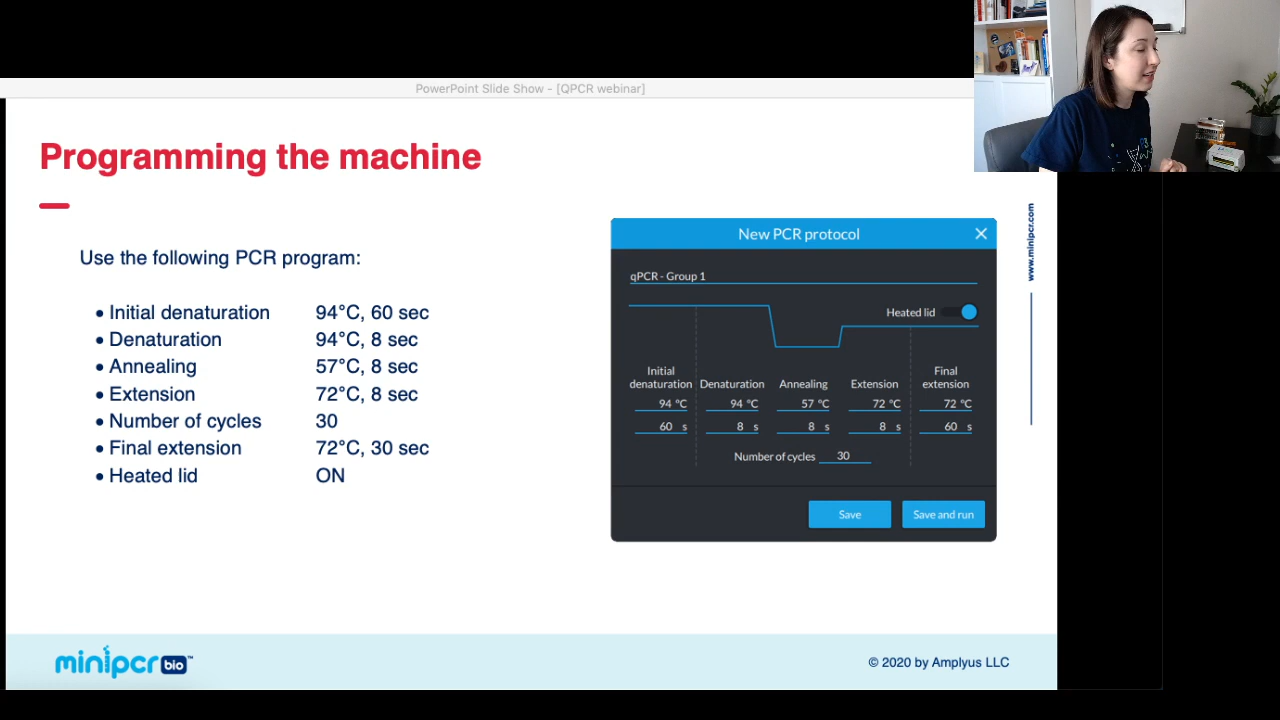 PowerPoint Slide Show - [QPCR webinar]
Programming the machine
Use the following PCR program:
• Initial denaturation 94°C, 60 sec
• Denaturation 94°C, 8 sec
• Annealing 57°C, 8 sec
• Extension 72°C, 8 sec
• Number of cycles 30
• Final extension 72°C, 30 sec
• Heated lid ON
New PCR protocol
qPCR - Group 1
Heated lid
Initial denaturation
Denaturation
Annealing
Extension
Final extension
94 °C 94 °C 57 °C 72 °C 72 °C
60 s 8 s 8 s 8 s 60 s
Number of cycles 30
Save Save and run
www.minipcr.com
minipcr bio™
© 2020 by Amplyus LLC